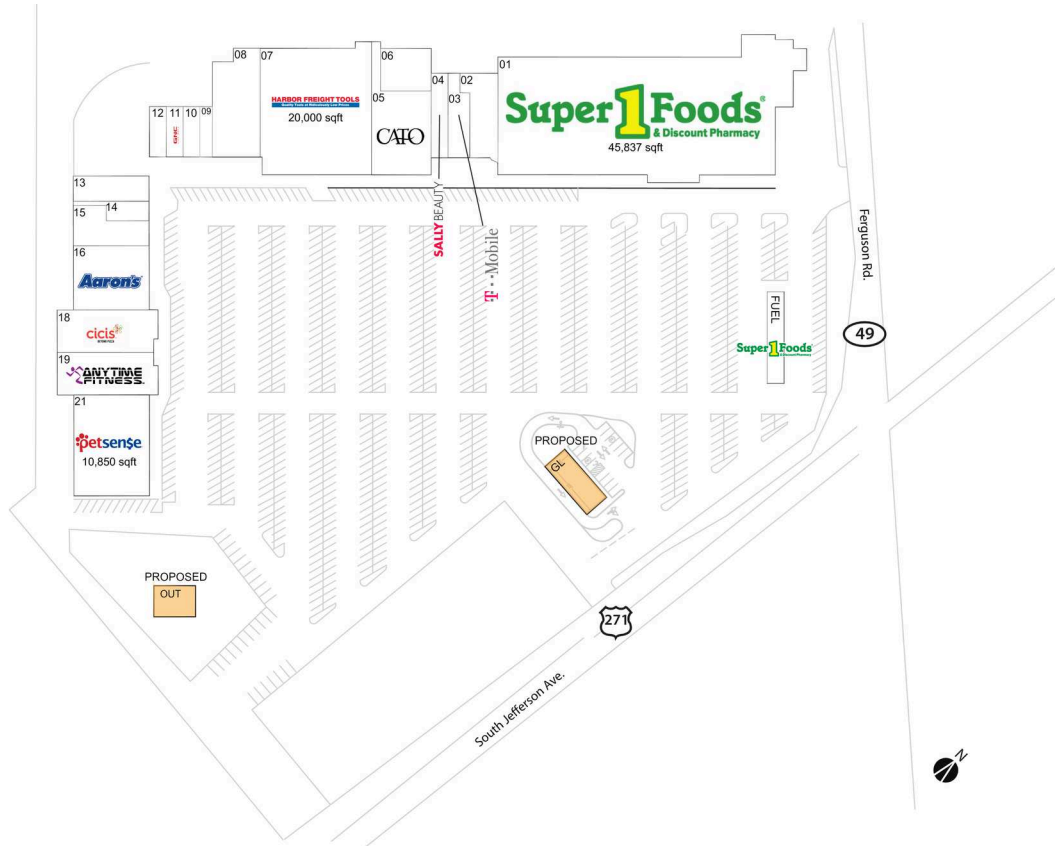 08
07
06
01
04
02
HARBOR FREIGHT TOOLS
Quality Tools at Ridiculously Low Prices
20,000 sqft
05
03
CATO
Super 1 Foods
& Discount Pharmacy
45,837 sqft
12
11
10
09
GNC
13
15
14
16
Aaron's
SALLY BEAUTY
T··Mobile
Ferguson Rd.
18
cicis
FUEL
Super 1 Foods
& Discount Pharmacy
49
19
ANYTIME
FITNESS
21
petsen$e
10,850 sqft
PROPOSED
GL
PROPOSED
OUT
271
South Jefferson Ave.
N